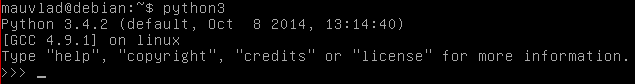 mauvlad@debian:~$ python3
Python 3.4.2 (default, Oct  8 2014, 13:14:40)
[GCC 4.9.1] on linux
Type "help", "copyright", "credits" or "license" for more information.
>>> _